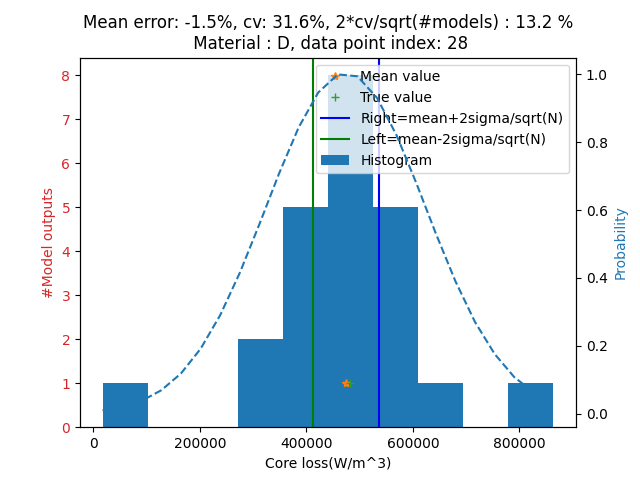 Mean error: -1.5%, cv: 31.6%, 2*cv/sqrt(#models) : 13.2 %
Material : D, data point index: 28
Mean value
True value
Right=mean+2sigma/sqrt(N)
Left=mean-2sigma/sqrt(N)
Histogram
#Model outputs
8
7
6
5
4
3
2
1
0
1.0
0.8
0.6
0.4
0.2
0.0
Probability
0
200000
400000
600000
800000
Core loss(W/m^3)